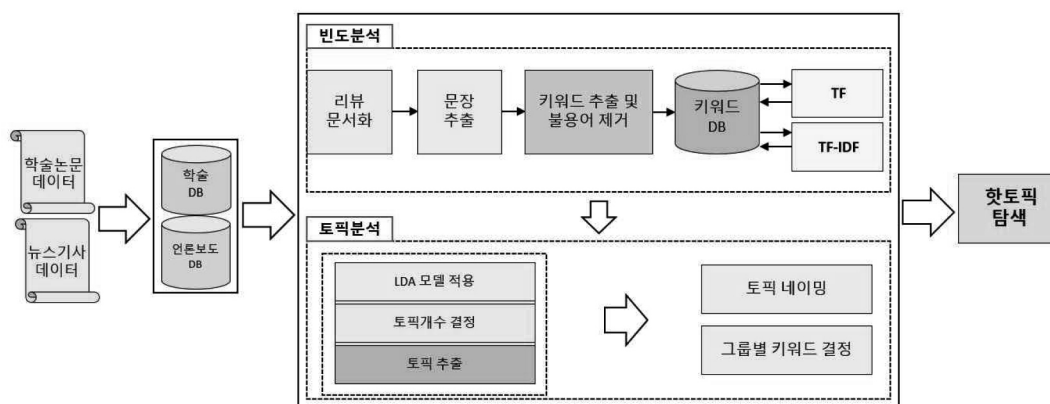 학술논문
데이터
뉴스기사
데이터
학술
DB
언론보도
DB
빈도분석
리뷰
문서화
문장
추출
키워드 추출 및
불용어 제거
키워드
DB
TF
TF-IDF
토픽분석
LDA 모델 적용
토픽개수 결정
토픽 추출
토픽 네이밍
그룹별 키워드 결정
핫토픽
탐색